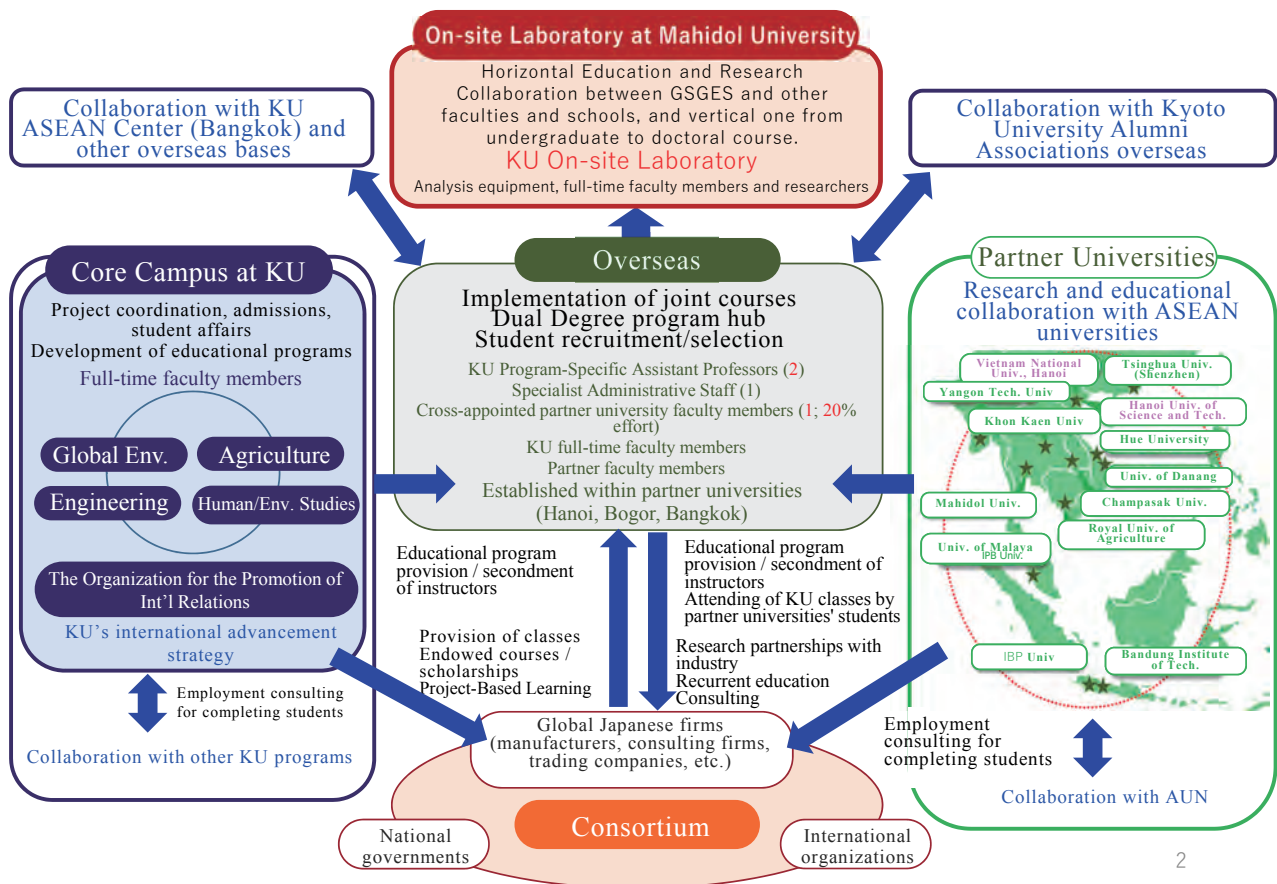 On-site Laboratory at Mahidol University
Horizontal Education and Research
Collaboration between GSGES and other
faculties and schools, and vertical one from
undergraduate to doctoral course.
KU On-site Laboratory
Analysis equipment, full-time faculty members and researchers
Collaboration with KU
ASEAN Center (Bangkok) and
other overseas bases
Collaboration with Kyoto
University Alumni
Associations overseas
Core Campus at KU
Project coordination, admissions,
student affairs
Development of educational programs
Full-time faculty members
Global Env.
Agriculture
Engineering
Human/Env. Studies
The Organization for the Promotion of
Int'l Relations
KU's international advancement
strategy
Employment consulting
for completing students
Collaboration with other KU programs
Overseas
Implementation of joint courses
Dual Degree program hub
Student recruitment/selection
KU Program-Specific Assistant Professors (2)
Specialist Administrative Staff (1)
Cross-appointed partner university faculty members (1; 20%
effort)
KU full-time faculty members
Partner faculty members
Established within partner universities
(Hanoi, Bogor, Bangkok)
Educational program
provision / secondment
of instructors
Provision of classes
Endowed courses /
scholarships
Project-Based Learning
Educational program
provision / secondment of
instructors
Attending of KU classes by
partner universities' students
Research partnerships with
industry
Recurrent education
Consulting
Partner Universities
Research and educational
collaboration with ASEAN
universities
Vietnam National
Univ., Hanoi
Tsinghua Univ.
(Shenzhen)
Yangon Tech. Univ
Hanoi Univ. of
Science and Tech.
Khon Kaen Univ
Hue University
Univ. of Danang
Mahidol Univ.
Champasak Univ.
Royal Univ. of
Agriculture
Univ. of Malaya
IPB Univ.
IBP Univ
Bandung Institute
of Tech.
Employment
consulting for
completing students
Collaboration with AUN
Global Japanese firms
(manufacturers, consulting firms,
trading companies, etc.)
Consortium
National
governments
International
organizations
2